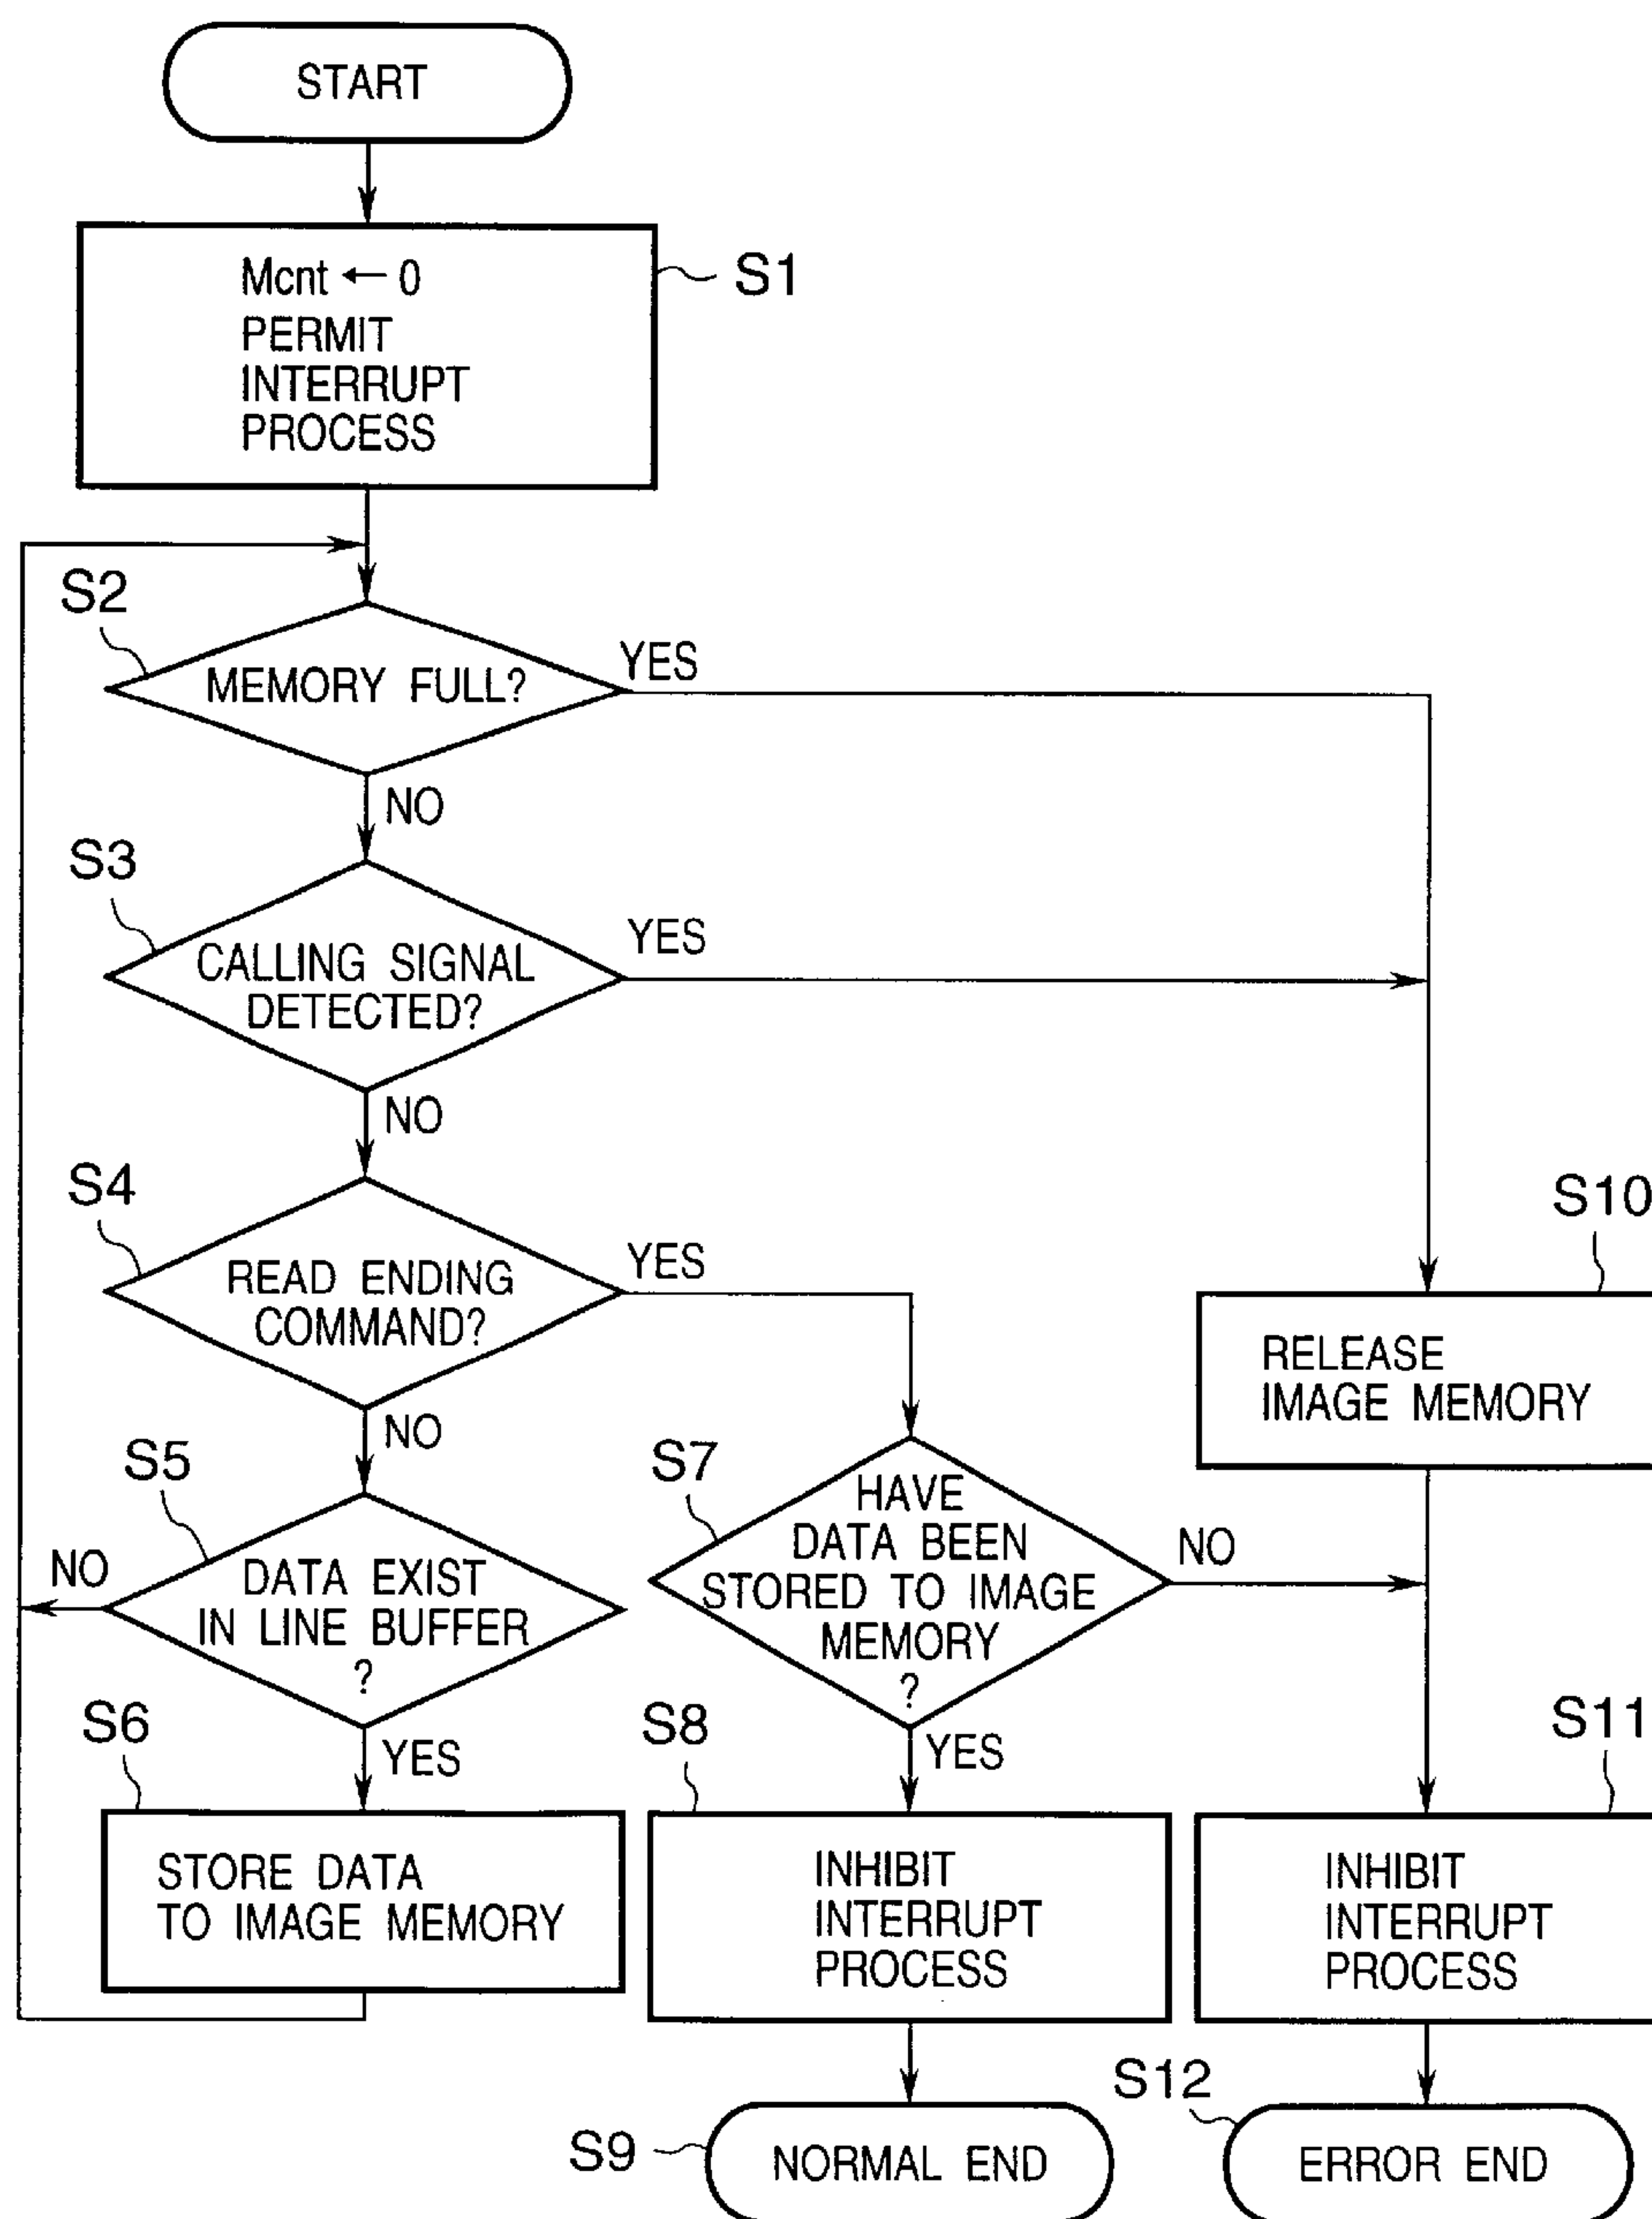 START
Mcnt ← 0
PERMIT
INTERRUPT
PROCESS
S1
S2
MEMORY FULL?
YES
NO
S3
CALLING SIGNAL
DETECTED?
YES
NO
S4
READ ENDING
COMMAND?
YES
NO
S5
DATA EXIST
IN LINE BUFFER
?
NO
YES
S6
STORE DATA
TO IMAGE MEMORY
S7
HAVE
DATA BEEN
STORED TO IMAGE
MEMORY
?
NO
YES
S8
INHIBIT
INTERRUPT
PROCESS
S9
NORMAL END
S10
RELEASE
IMAGE MEMORY
S11
INHIBIT
INTERRUPT
PROCESS
S12
ERROR END